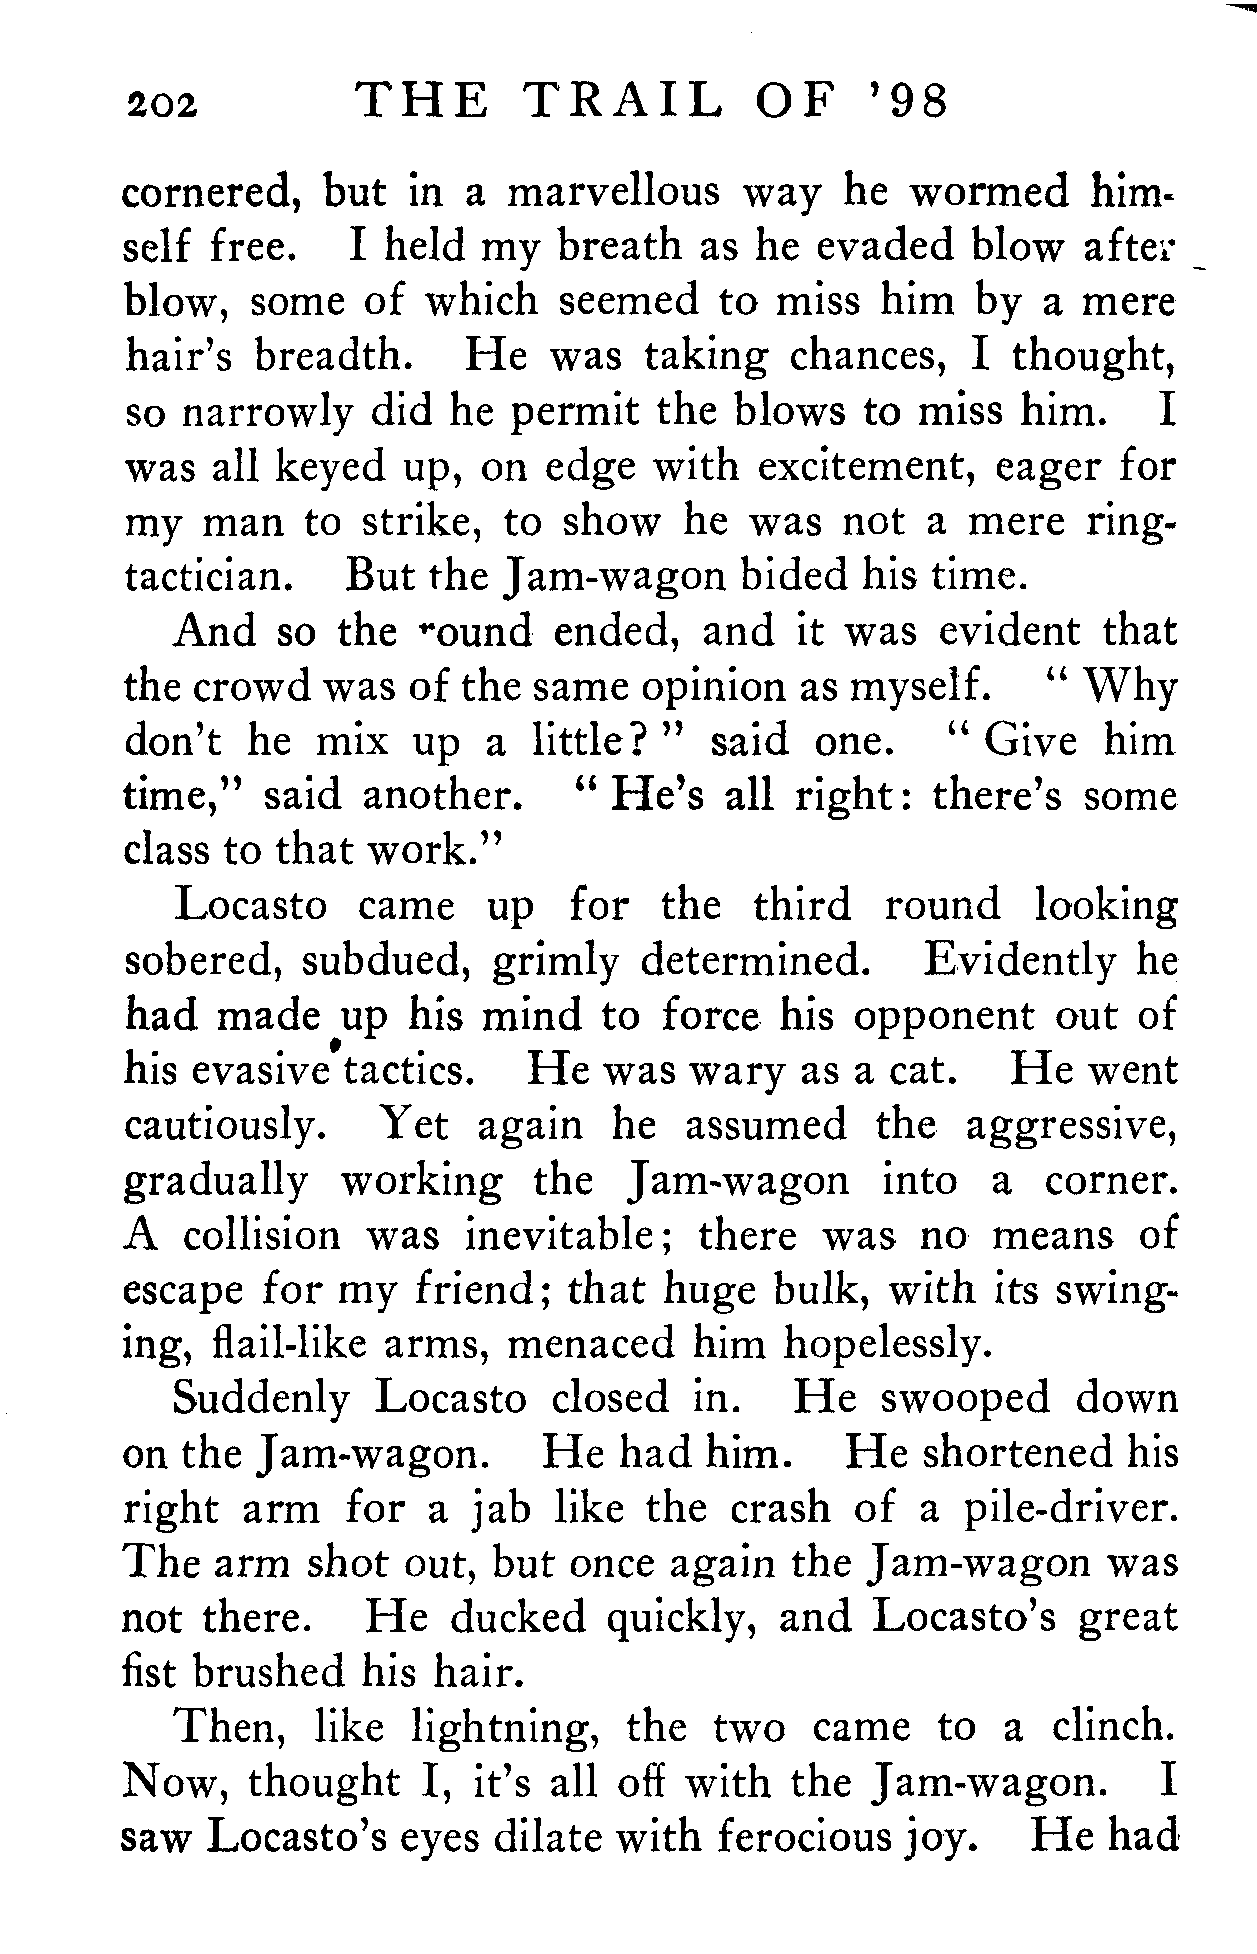 202 THE TRAIL OF '98
cornered, but in a marvellous way he wormed him-
self free. I held my breath as he evaded blow after
blow, some of which seemed to miss him by a mere
hair's breadth. He was taking chances, I thought,
so narrowly did he permit the blows to miss him. I
was all keyed up, on edge with excitement, eager for
my man to strike, to show he was not a mere ring-
tactician. But the Jam-wagon bided his time.
And so the round ended, and it was evident that
the crowd was of the same opinion as myself. "Why
don't he mix up a little?" said one. "Give him
time," said another. "He's all right: there's some
class to that work."
Locasto came up for the third round looking
sobered, subdued, grimly determined. Evidently he
had made up his mind to force his opponent out of
his evasive tactics. He was wary as a cat. He went
cautiously. Yet again he assumed the aggressive,
gradually working the Jam-wagon into a corner.
A collision was inevitable; there was no means of
escape for my friend; that huge bulk, with its swing-
ing, flail-like arms, menaced him hopelessly.
Suddenly Locasto closed in. He swooped down
on the Jam-wagon. He had him. He shortened his
right arm for a jab like the crash of a pile-driver.
The arm shot out, but once again the Jam-wagon was
not there. He ducked quickly, and Locasto's great
fist brushed his hair.
Then, like lightning, the two came to a clinch.
Now, thought I, it's all off with the Jam-wagon. I
saw Locasto's eyes dilate with ferocious joy. He had